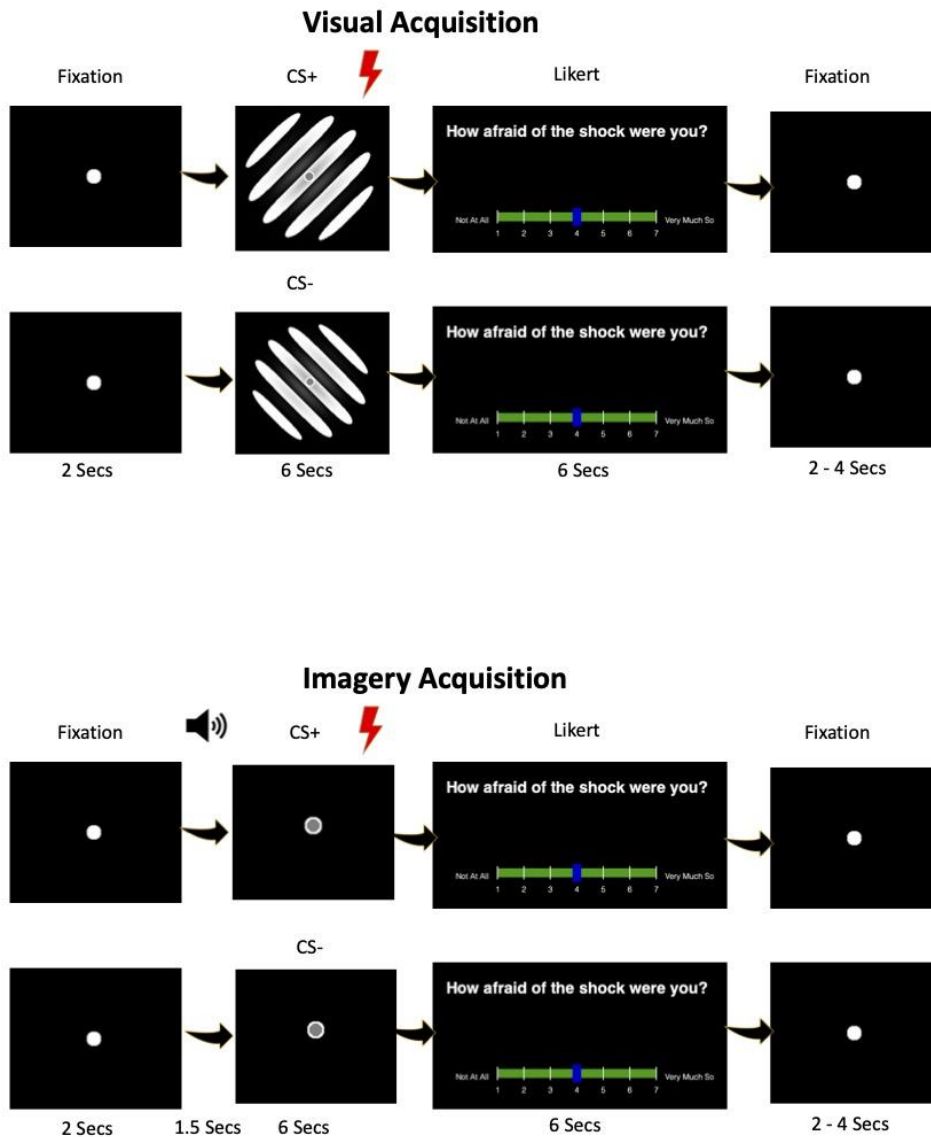 Visual Acquisition
Fixation CS+ Likert Fixation
How afraid of the shock were you?
Not At All Very Much So
1 2 3 4 5 6 7
CS-
How afraid of the shock were you?
Not At All Very Much So
1 2 3 4 5 6 7
2 Secs 6 Secs 6 Secs 2 - 4 Secs
Imagery Acquisition
Fixation CS+ Likert Fixation
How afraid of the shock were you?
Not At All Very Much So
1 2 3 4 5 6 7
CS-
How afraid of the shock were you?
Not At All Very Much So
1 2 3 4 5 6 7
2 Secs 1.5 Secs 6 Secs 6 Secs 2 - 4 Secs